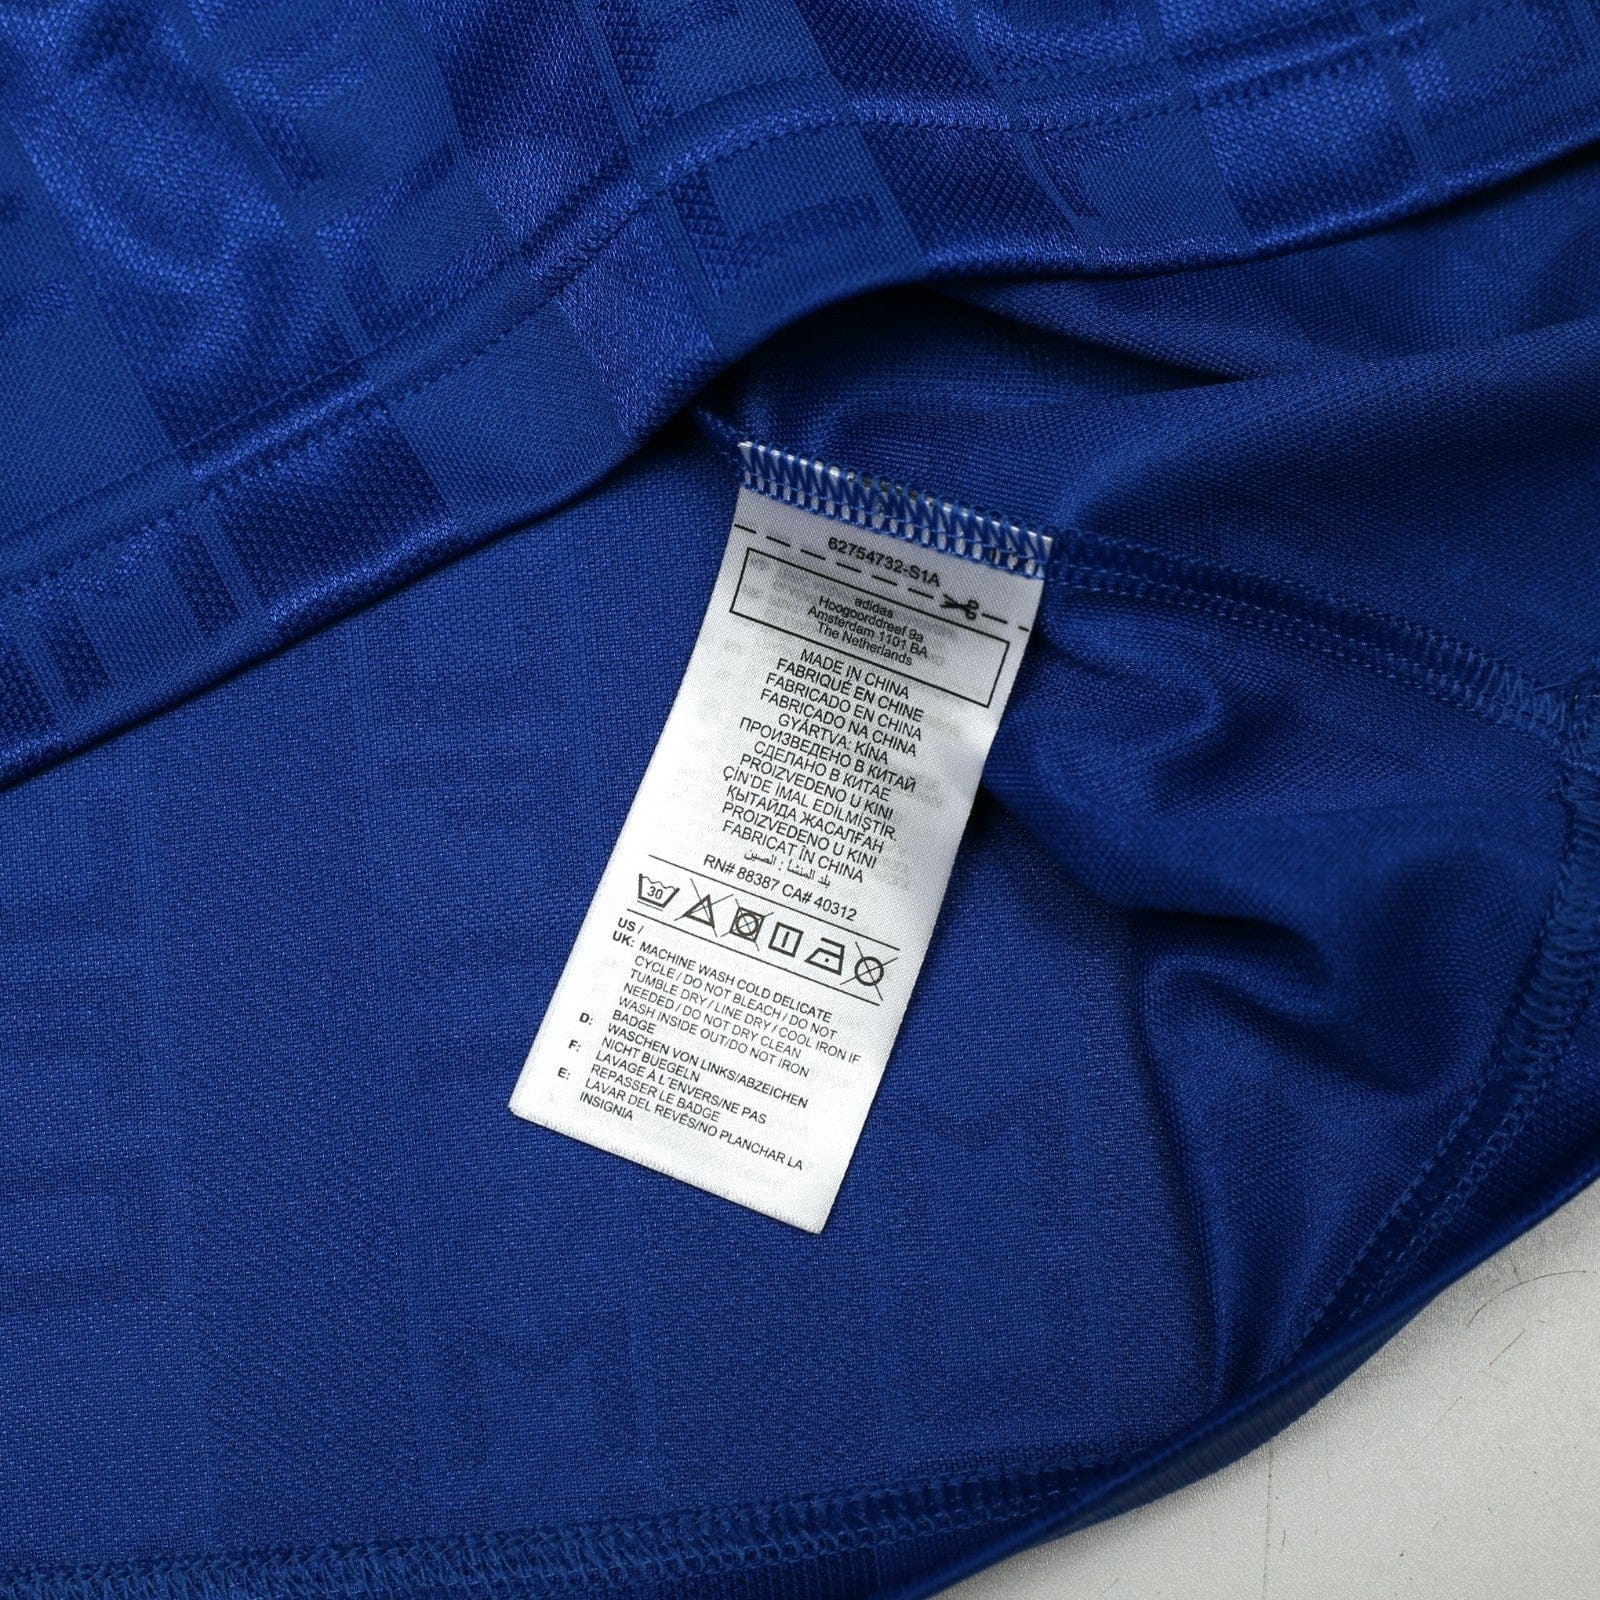 62754732-S1A
adidas
Hoogoorddreef 9a
Amsterdam 1101 BA
The Netherlands
MADE IN CHINA
FABRIQUÉ EN CHINE
FABRICADO EN CHINA
FABRICADO NA CHINA
GYÁRTVA: KÍNA
ПРОИЗВЕДЕНО В КИТАЙ
СДЕЛАНО В КИТАЕ
PROIZVEDENO U KINI
ÇİN'DE İMAL EDİLMİŞTİR.
ҚЫТАЙДА ЖАСАЛҒАН
PROIZVEDENO U KINI
FABRICAT ÎN CHINA
بلد المنشأ : الصين
RN# 88387 CA# 40312
30
US /
UK: MACHINE WASH COLD DELICATE
CYCLE / DO NOT BLEACH / DO NOT
TUMBLE DRY / LINE DRY / COOL IRON IF
NEEDED / DO NOT DRY CLEAN
WASH INSIDE OUT/DO NOT IRON
BADGE
D: WASCHEN VON LINKS/ABZEICHEN
NICHT BUEGELN
F: LAVAGE À L'ENVERS/NE PAS
REPASSER LE BADGE
E: LAVAR DEL REVÉS/NO PLANCHAR LA
INSIGNIA